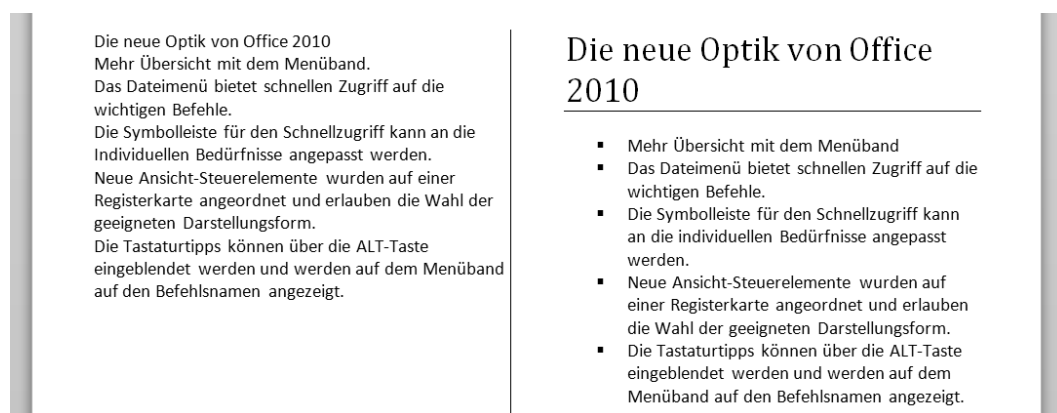 Die neue Optik von Office 2010
Mehr Übersicht mit dem Menüband.
Das Dateimenü bietet schnellen Zugriff auf die
wichtigen Befehle.
Die Symbolleiste für den Schnellzugriff kann an die
Individuellen Bedürfnisse angepasst werden.
Neue Ansicht-Steuerelemente wurden auf einer
Registerkarte angeordnet und erlauben die Wahl der
geeigneten Darstellungsform.
Die Tastaturtipps können über die ALT-Taste
eingeblendet werden und werden auf dem Menüband
auf den Befehlsnamen angezeigt.
Die neue Optik von Office
2010
▪ Mehr Übersicht mit dem Menüband
▪ Das Dateimenü bietet schnellen Zugriff auf die
wichtigen Befehle.
▪ Die Symbolleiste für den Schnellzugriff kann
an die individuellen Bedürfnisse angepasst
werden.
▪ Neue Ansicht-Steuerelemente wurden auf
einer Registerkarte angeordnet und erlauben
die Wahl der geeigneten Darstellungsform.
▪ Die Tastaturtipps können über die ALT-Taste
eingeblendet werden und werden auf dem
Menüband auf den Befehlsnamen angezeigt.